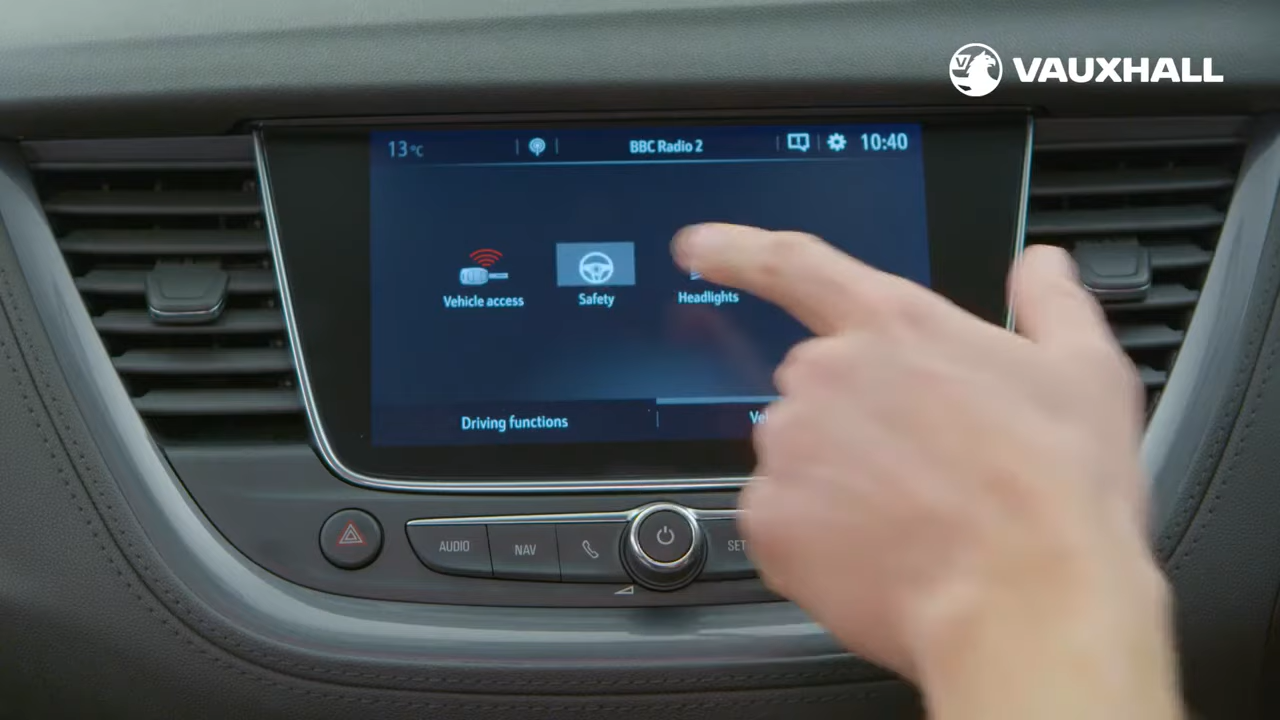 VAUXHALL
13°C
BBC Radio 2
10:40
Vehicle access
Safety
Headlights
Driving functions
AUDIO
NAV